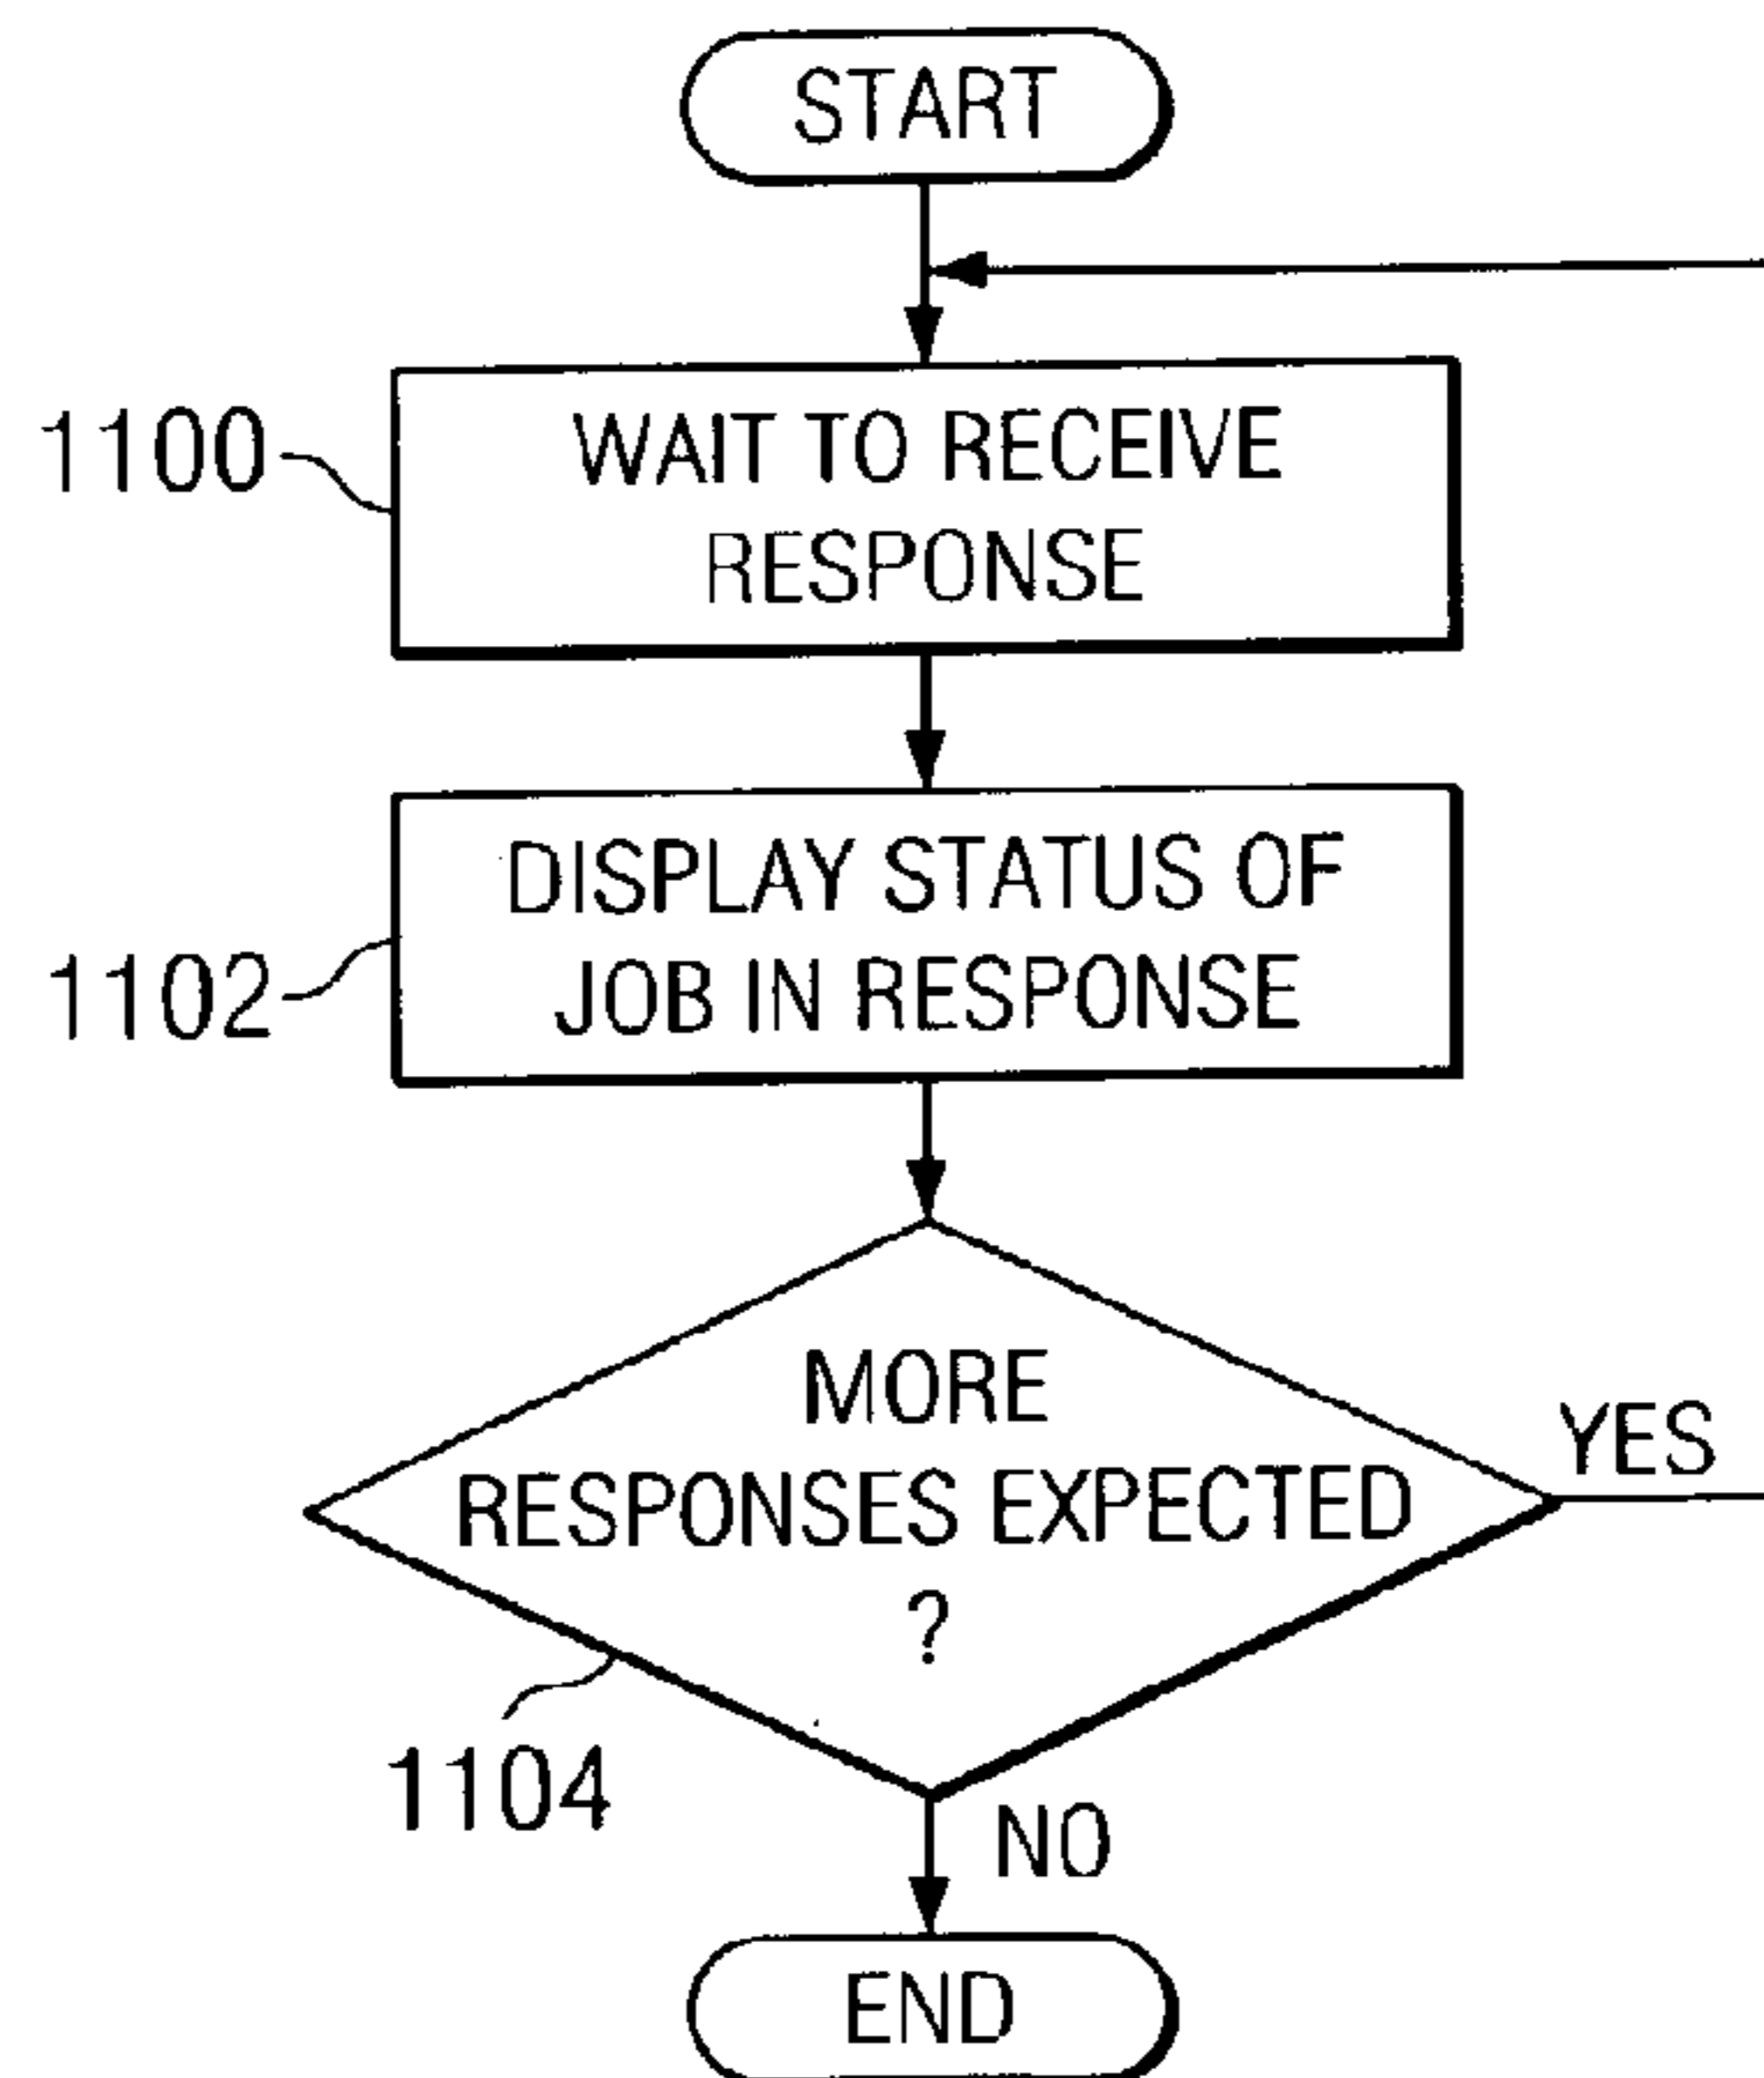 START
1100
WAIT TO RECEIVE
RESPONSE
1102
DISPLAY STATUS OF
JOB IN RESPONSE
MORE
RESPONSES EXPECTED
?
YES
1104
NO
END